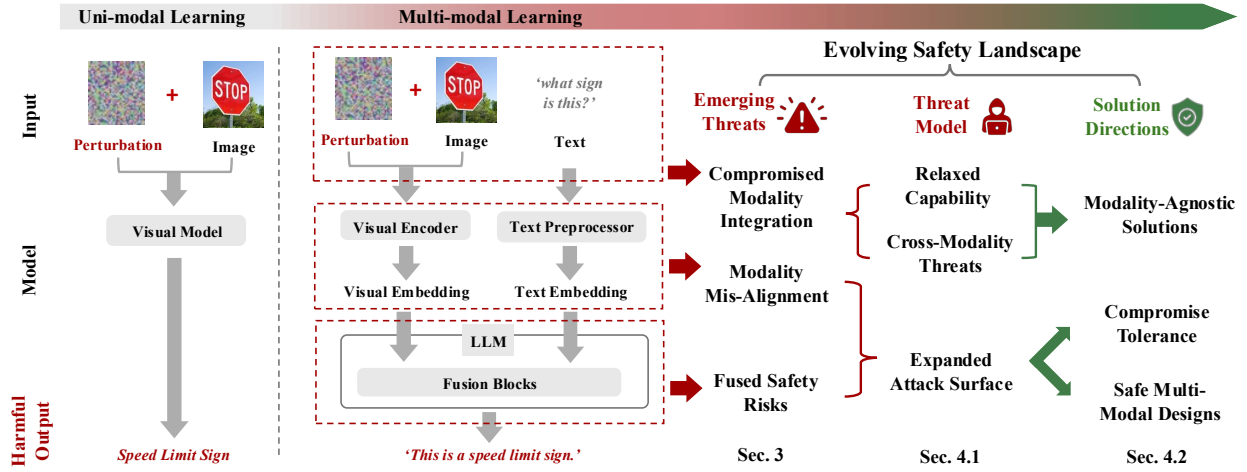 Uni-modal Learning
Multi-modal Learning
Input
Model
Harmful
Output
Perturbation
+
STOP
Image
Visual Model
Speed Limit Sign
Perturbation
+
STOP
Image
‘what sign
is this?’
Text
Visual Encoder
Text Preprocessor
Visual Embedding
Text Embedding
LLM
Fusion Blocks
‘This is a speed limit sign.’
Evolving Safety Landscape
Emerging
Threats
Compromised
Modality
Integration
Modality
Mis-Alignment
Fused Safety
Risks
Sec. 3
Threat
Model
Relaxed
Capability
Cross-Modality
Threats
Expanded
Attack Surface
Sec. 4.1
Solution
Directions
Modality-Agnostic
Solutions
Compromise
Tolerance
Safe Multi-
Modal Designs
Sec. 4.2